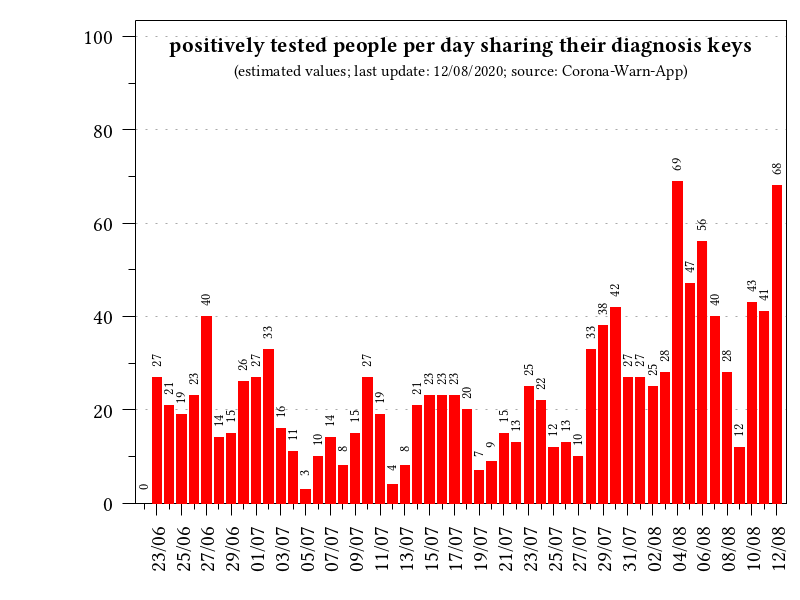 positively tested people per day sharing their diagnosis keys
(estimated values; last update: 12/08/2020; source: Corona-Warn-App)
100
80
60
40
20
0
0 27 21 19 23 40 14 15 26 27 33 16 11 3 10 14 8 15 27 19 4 8 21 23 23 23 20 7 9 15 13 25 22 12 13 10 33 38 42 27 27 25 28 69 47 56 40 28 12 43 41 68
23/06 25/06 27/06 29/06 01/07 03/07 05/07 07/07 09/07 11/07 13/07 15/07 17/07 19/07 21/07 23/07 25/07 27/07 29/07 31/07 02/08 04/08 06/08 08/08 10/08 12/08